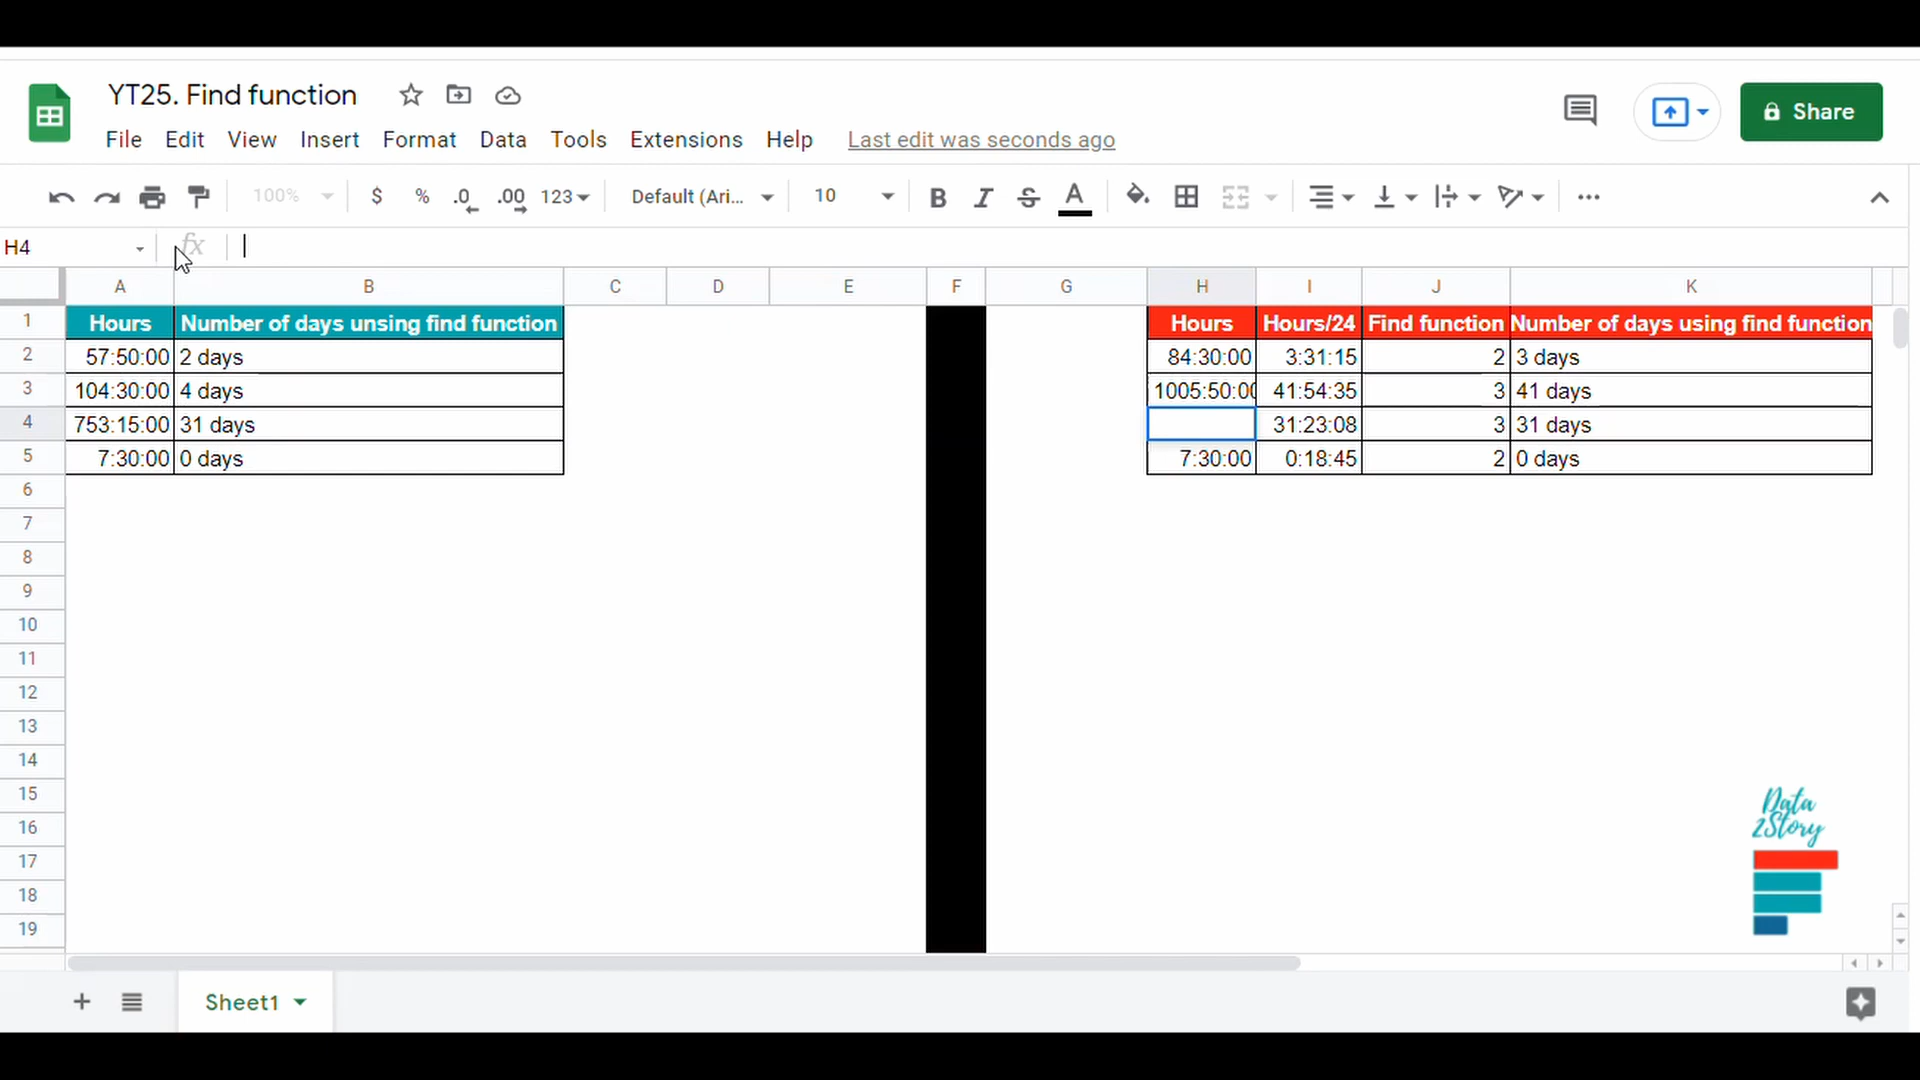 YT25. Find function
File Edit View Insert Format Data Tools Extensions Help Last edit was seconds ago
Share
100% $ % .0 .00 123 Default (Ari... 10 B I S A
H4 fx
A B C D E F G H I J K
1 Hours Number of days unsing find function Hours Hours/24 Find function Number of days using find function
2 57:50:00 2 days 84:30:00 3:31:15 2 3 days
3 104:30:00 4 days 1005:50:00 41:54:35 3 41 days
4 753:15:00 31 days 31:23:08 3 31 days
5 7:30:00 0 days 7:30:00 0:18:45 2 0 days
6
7
8
9
10
11
12
13
14
15
16
17
18
19
Data
2Story
Sheet1